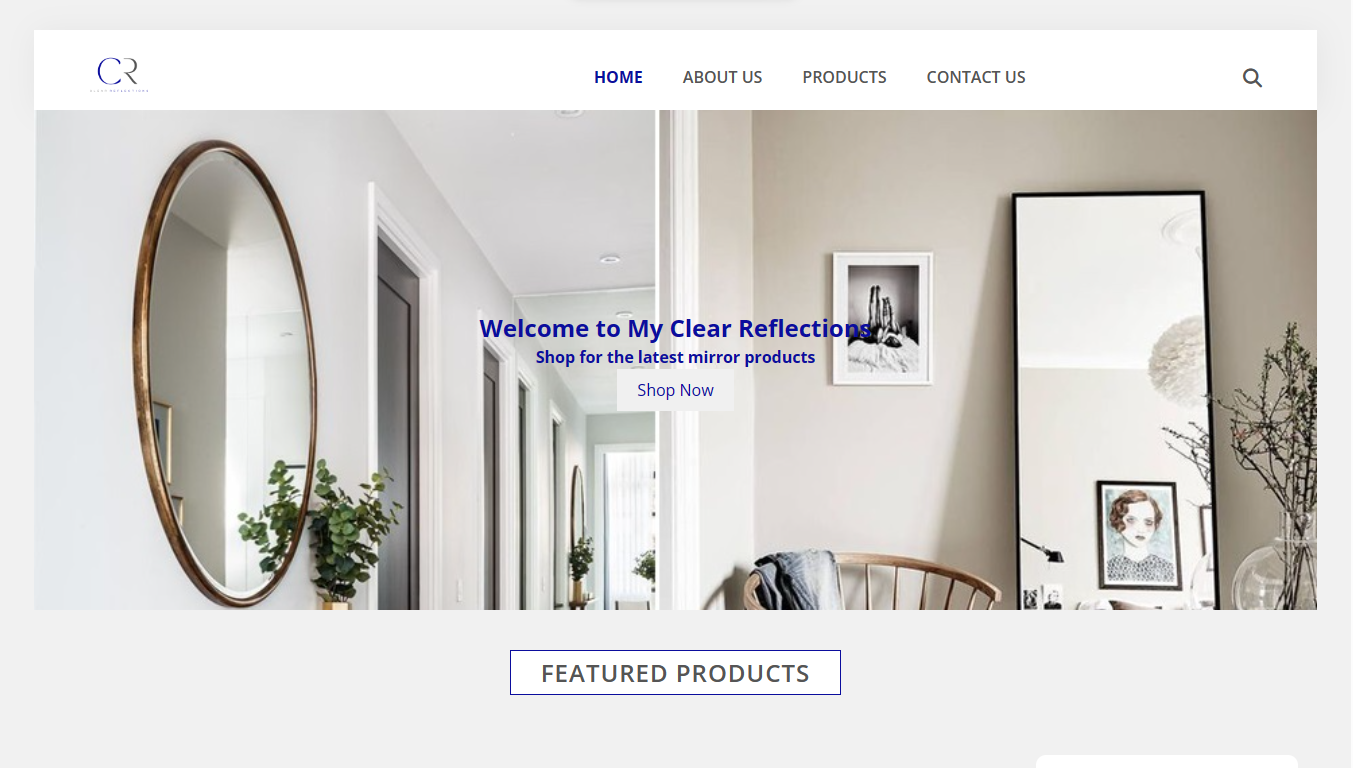 CR
CLEAR REFLECTIONS
HOME
ABOUT US
PRODUCTS
CONTACT US
Welcome to My Clear Reflections
Shop for the latest mirror products
Shop Now
FEATURED PRODUCTS